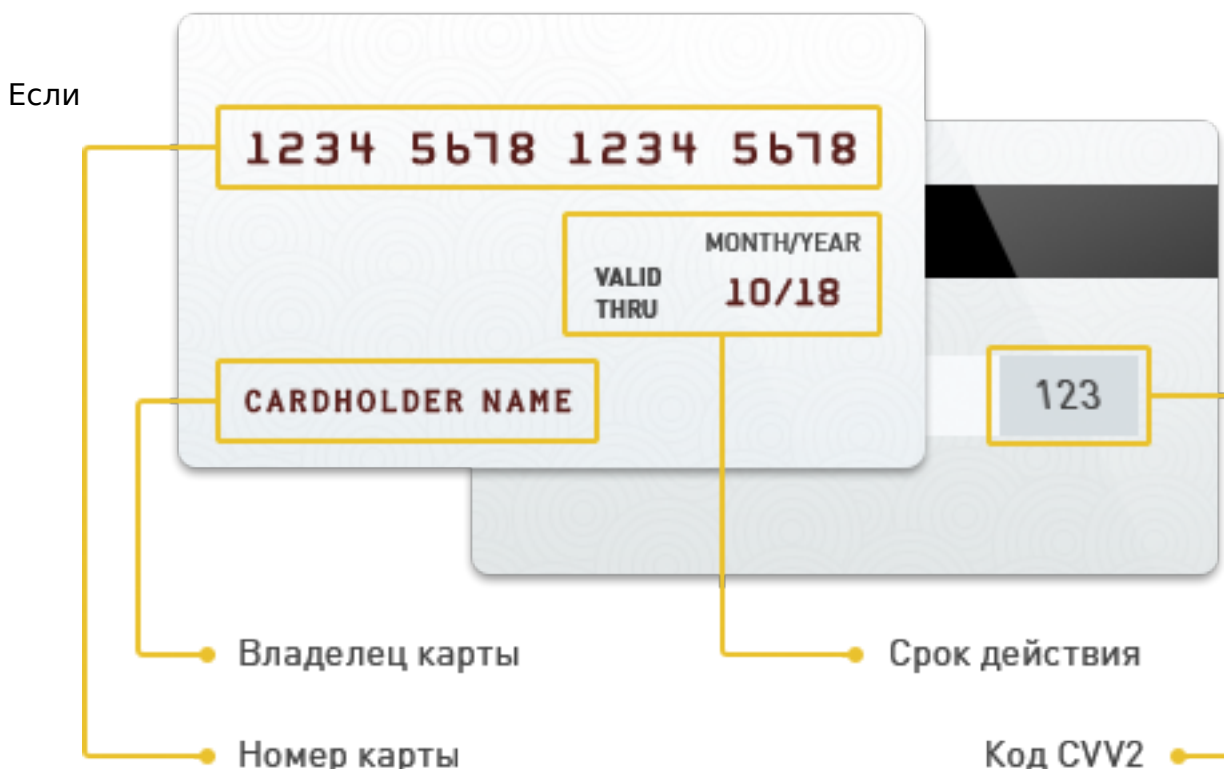 Если
1234 5678 1234 5678
MONTH/YEAR
VALID
THRU
10/18
CARDHOLDER NAME
123
Владелец карты
Срок действия
Номер карты
Код CVV2